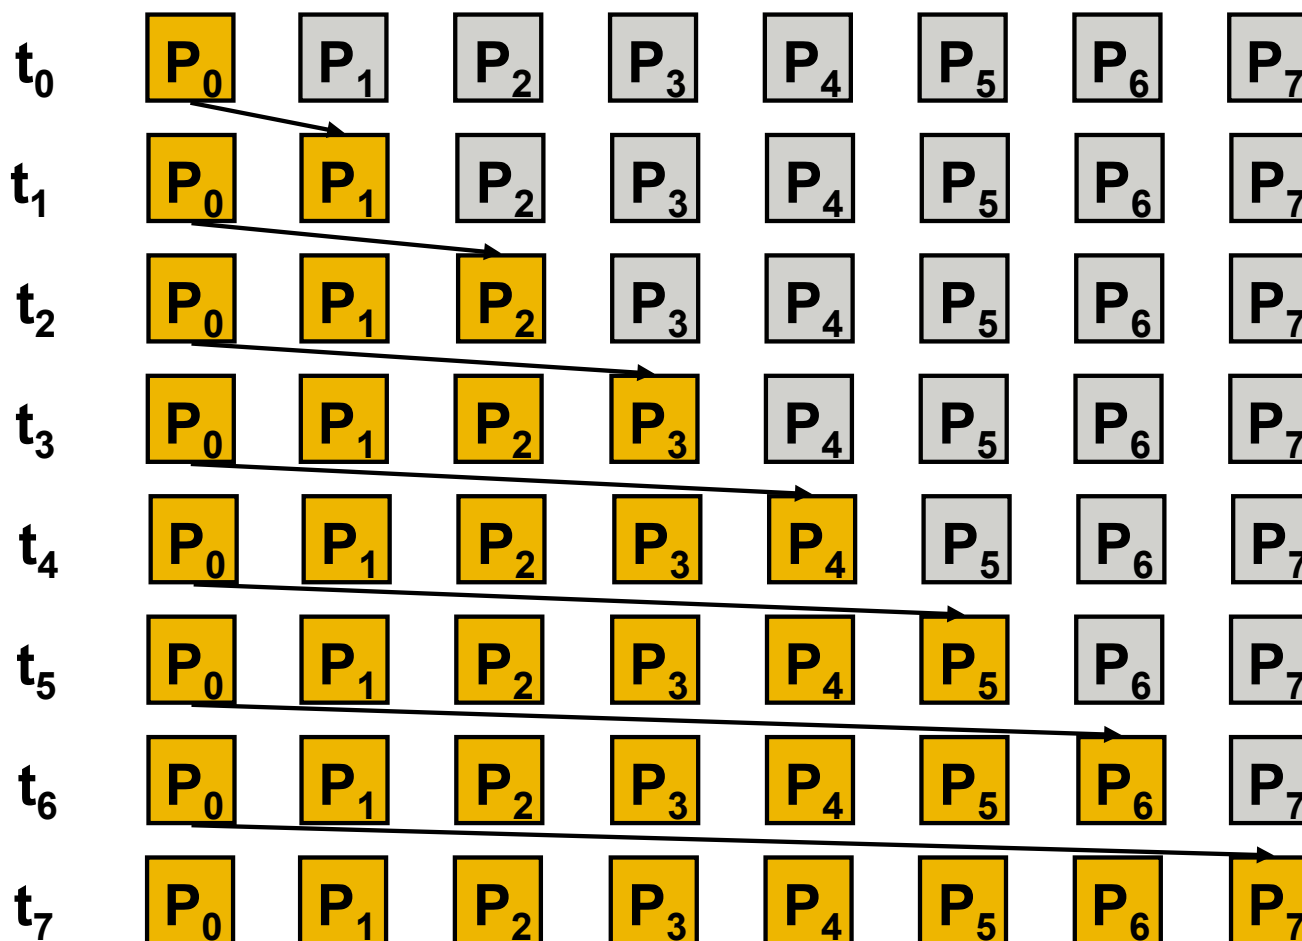 t₀ P₀ P₁ P₂ P₃ P₄ P₅ P₆ P₇
t₁ P₀ P₁ P₂ P₃ P₄ P₅ P₆ P₇
t₂ P₀ P₁ P₂ P₃ P₄ P₅ P₆ P₇
t₃ P₀ P₁ P₂ P₃ P₄ P₅ P₆ P₇
t₄ P₀ P₁ P₂ P₃ P₄ P₅ P₆ P₇
t₅ P₀ P₁ P₂ P₃ P₄ P₅ P₆ P₇
t₆ P₀ P₁ P₂ P₃ P₄ P₅ P₆ P₇
t₇ P₀ P₁ P₂ P₃ P₄ P₅ P₆ P₇